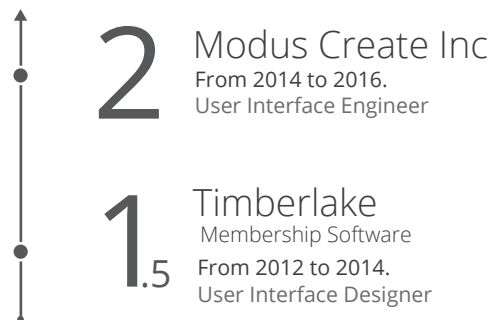 2
Modus Create Inc
From 2014 to 2016.
User Interface Engineer
1.5
Timberlake
Membership Software
From 2012 to 2014.
User Interface Designer